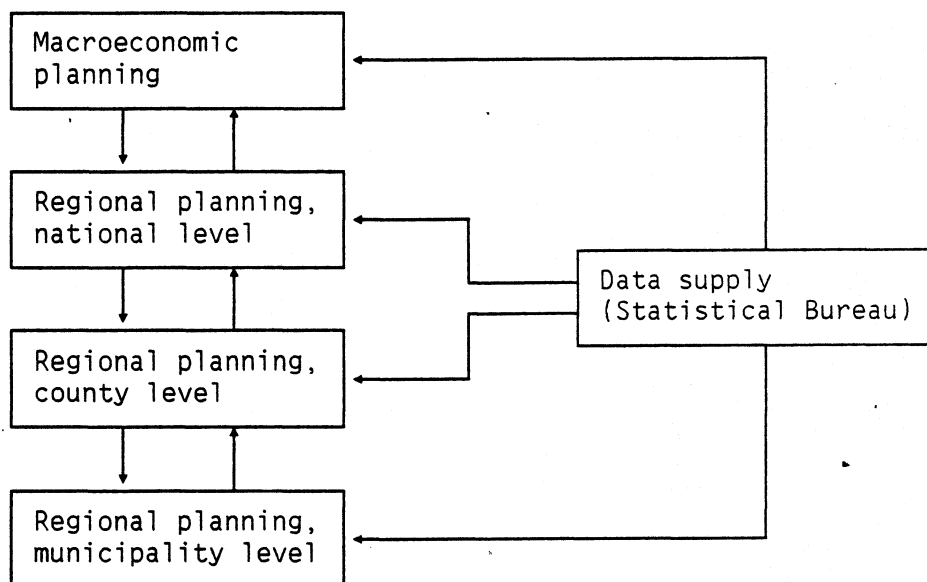 Macroeconomic
planning
Regional planning,
national level
Data supply
(Statistical Bureau)
Regional planning,
county level
Regional planning,
municipality level